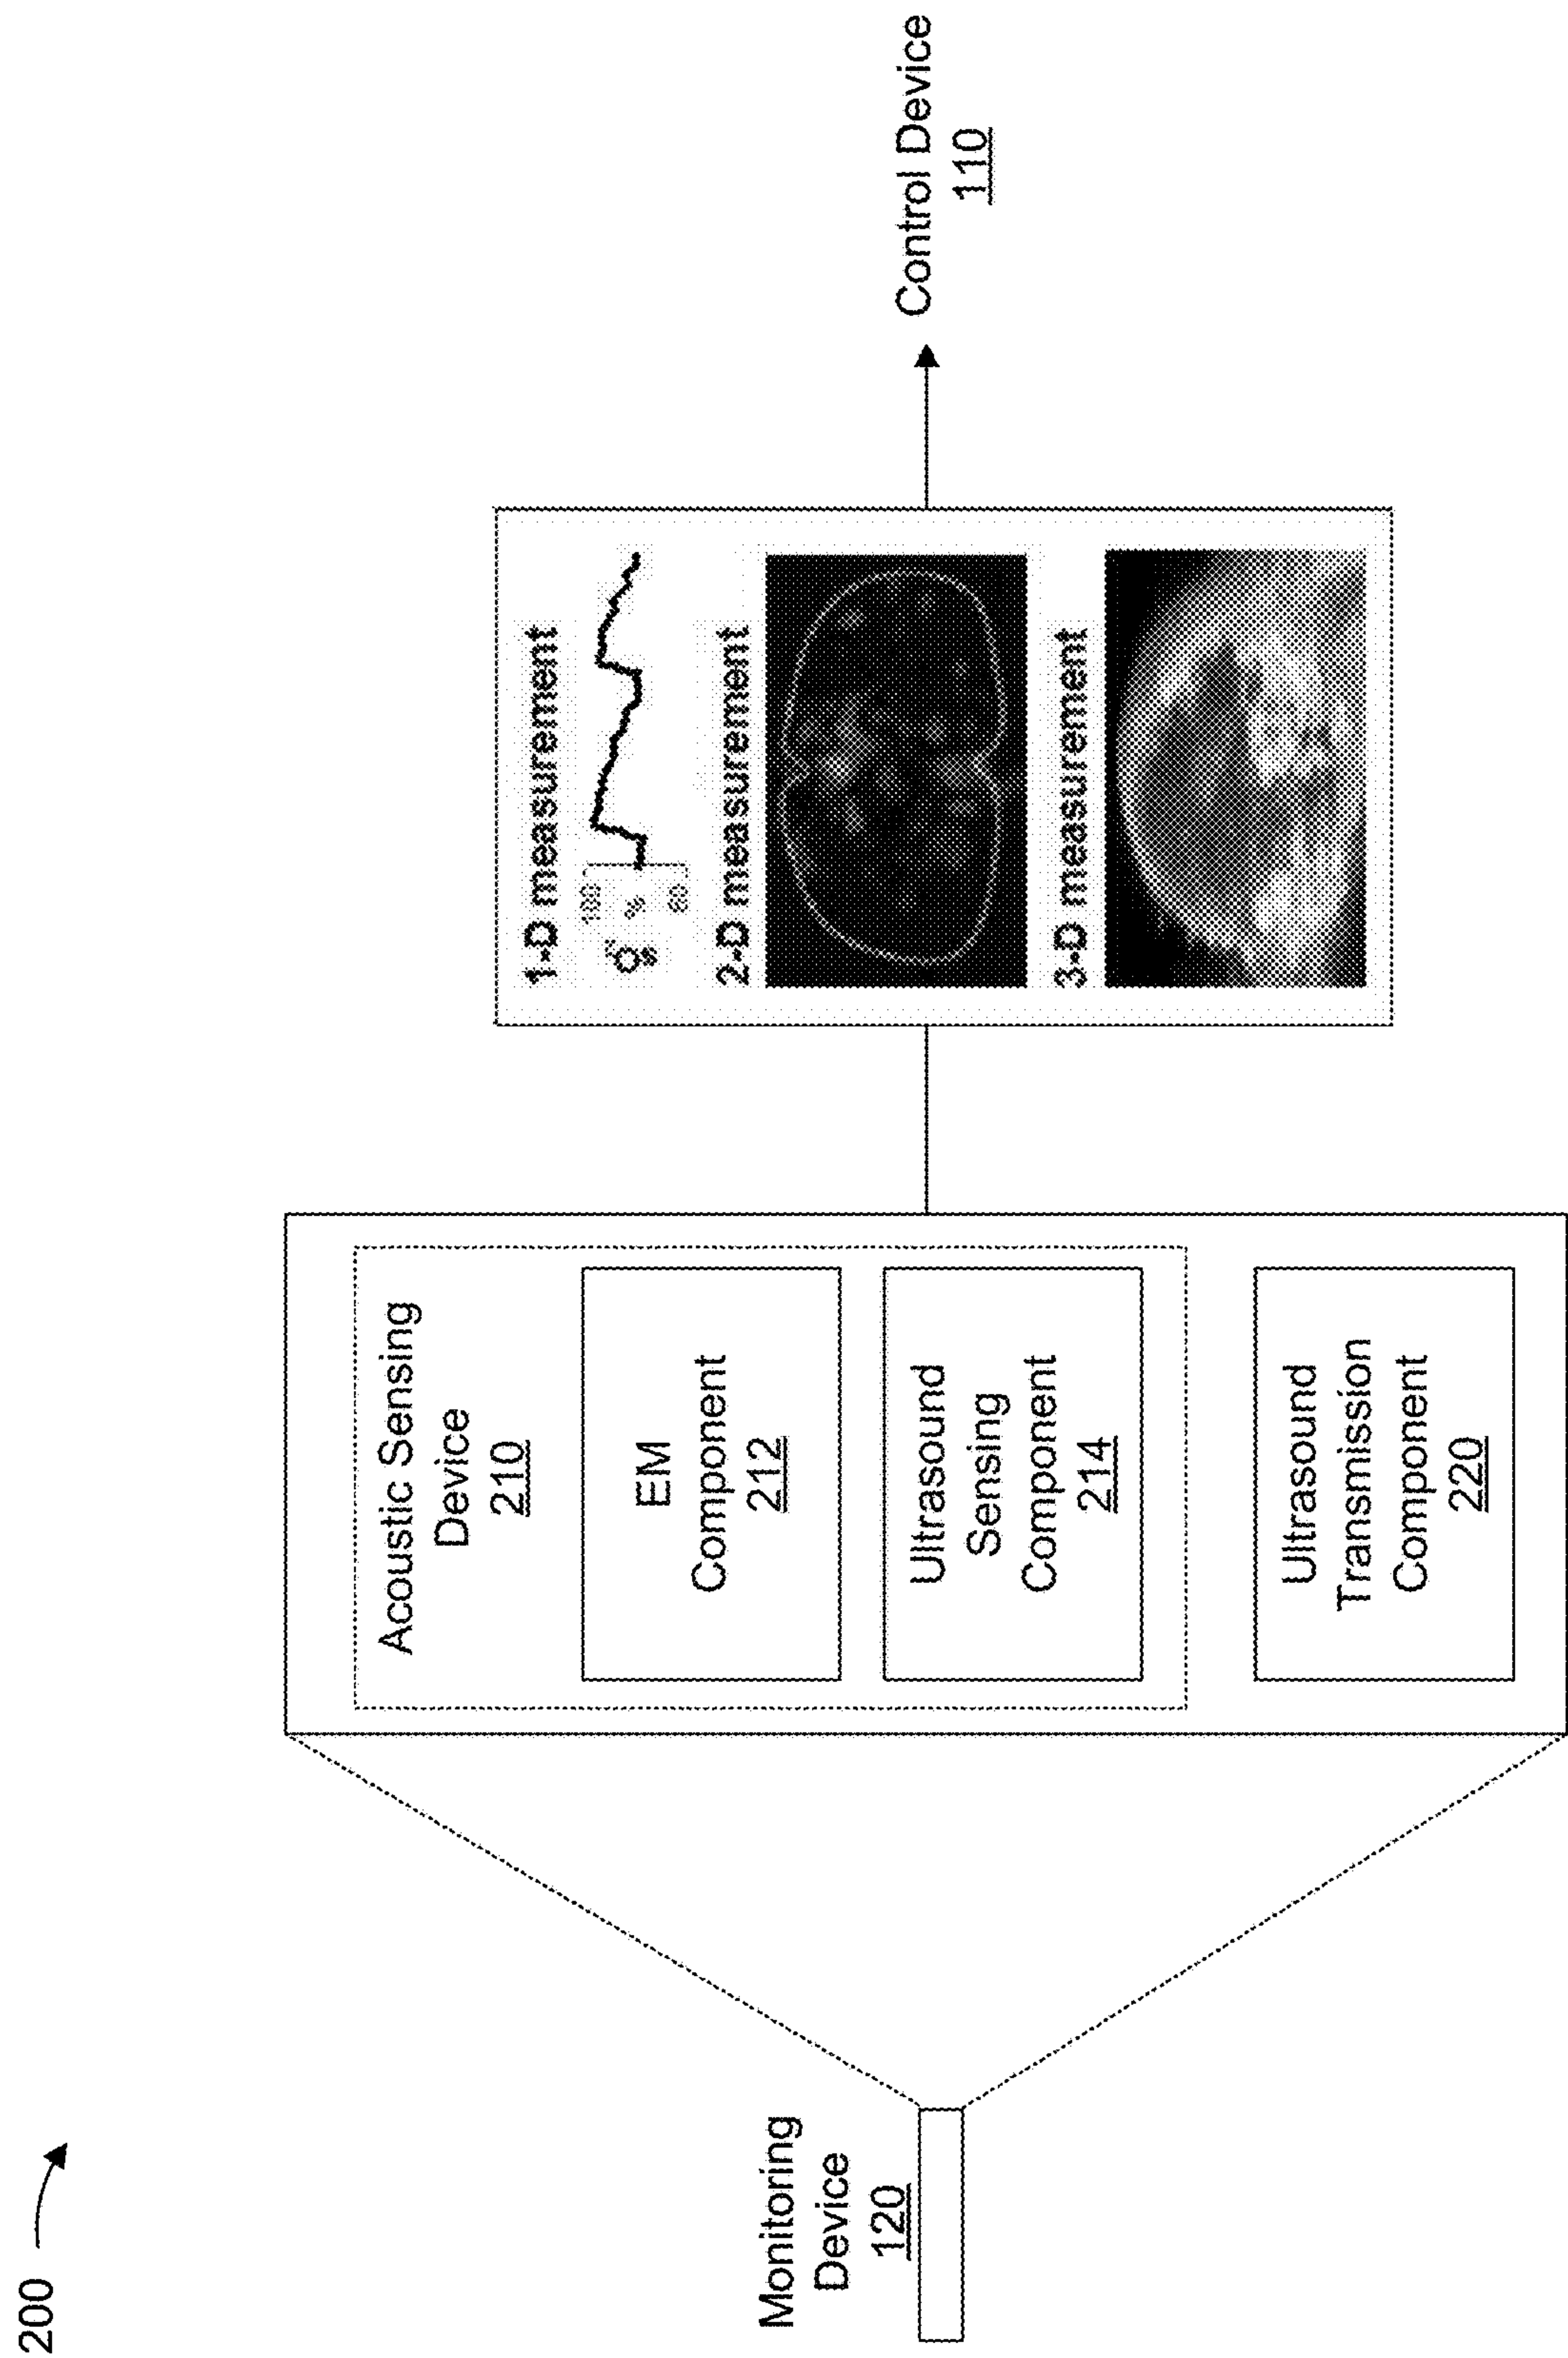 200
Monitoring
Device
120
Acoustic Sensing
Device
210
EM
Component
212
Ultrasound
Sensing
Component
214
Ultrasound
Transmission
Component
220
1-D measurement
100
%
2-D measurement
3-D measurement
Control Device
110